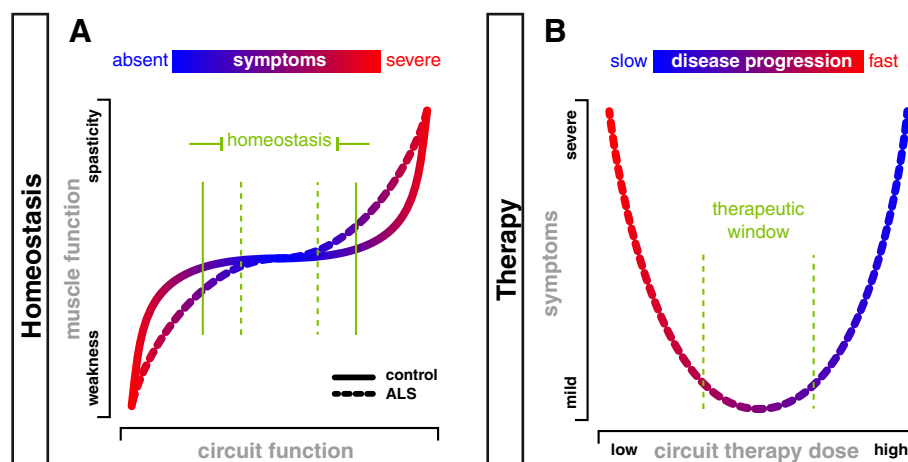 Homeostasis
A
absent symptoms severe
spasticity
muscle function
weakness
homeostasis
control
ALS
circuit function
Therapy
B
slow disease progression fast
severe
symptoms
mild
therapeutic
window
low circuit therapy dose high